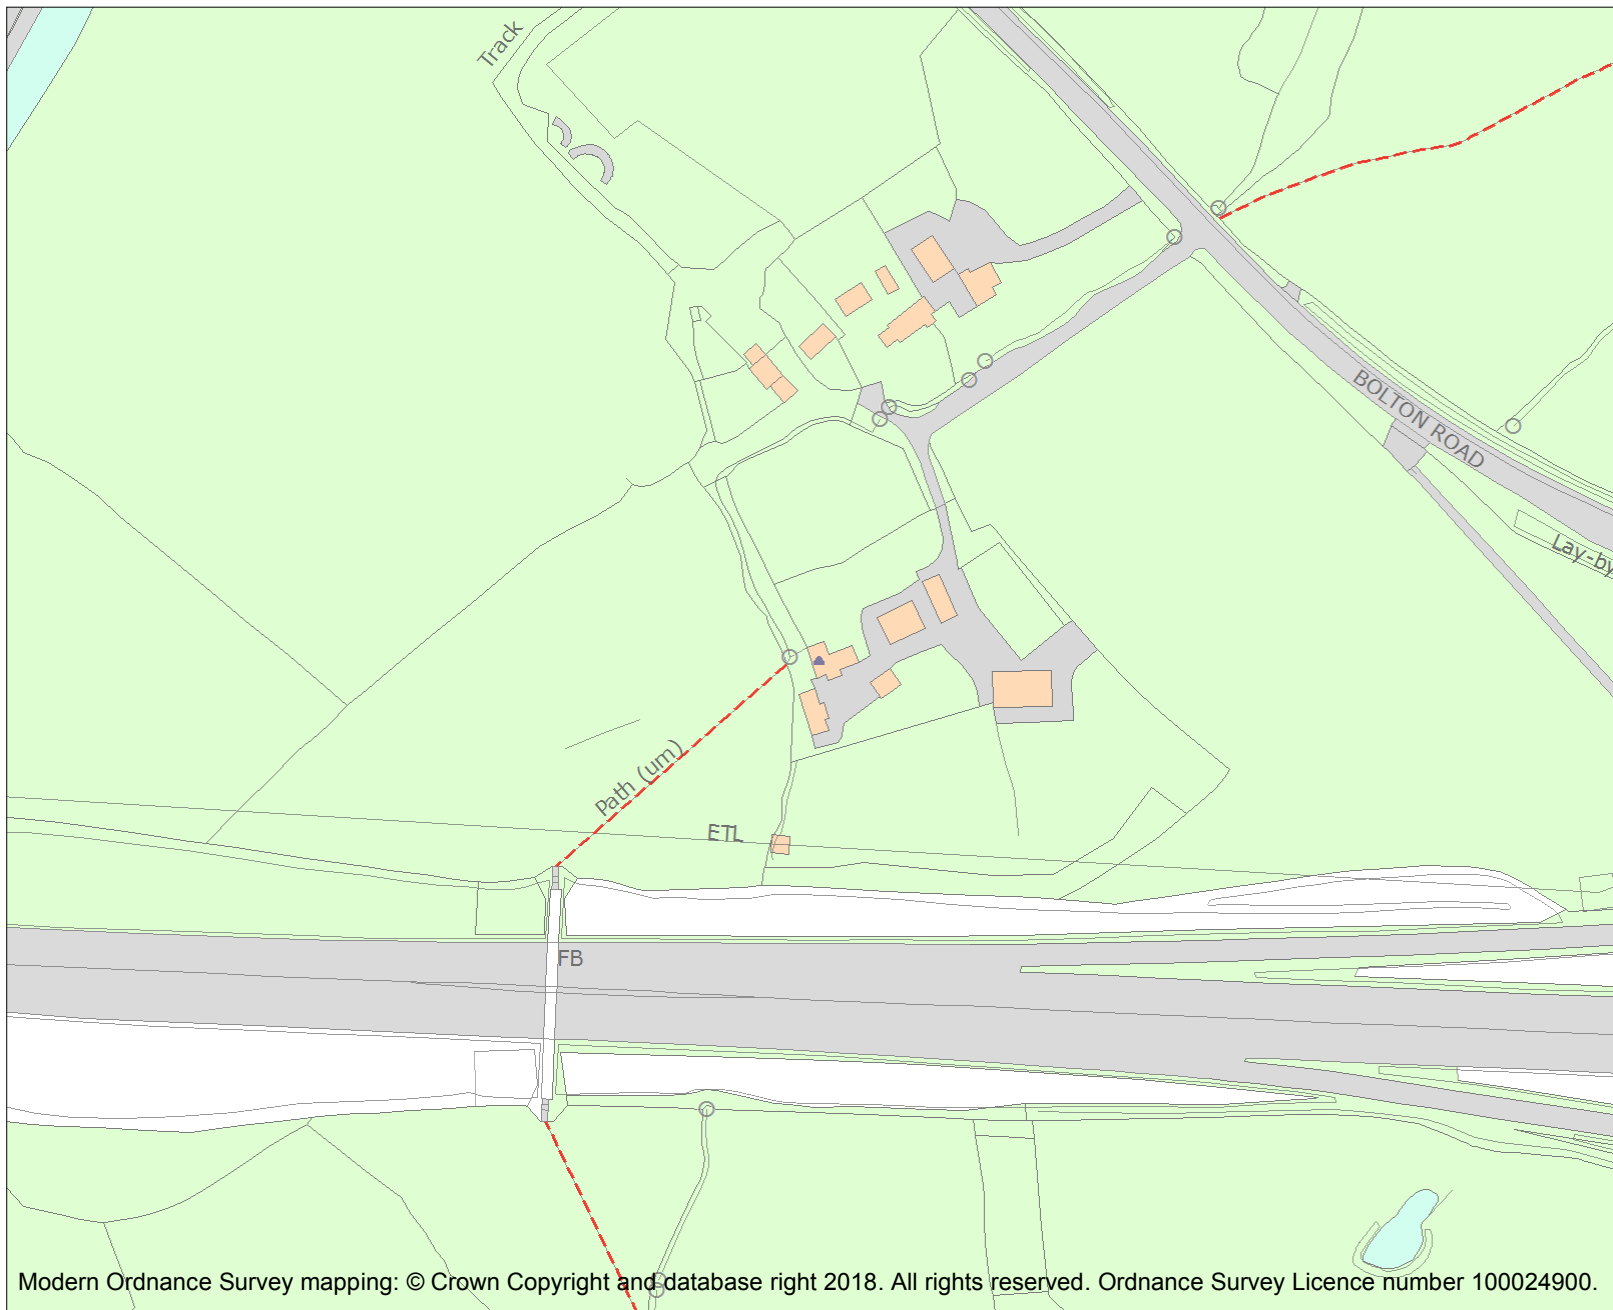 Track
BOLTON ROAD
Lay-by
Path (um)
ETL
FB
Modern Ordnance Survey mapping: © Crown Copyright and database right 2018. All rights reserved. Ordnance Survey Licence number 100024900.